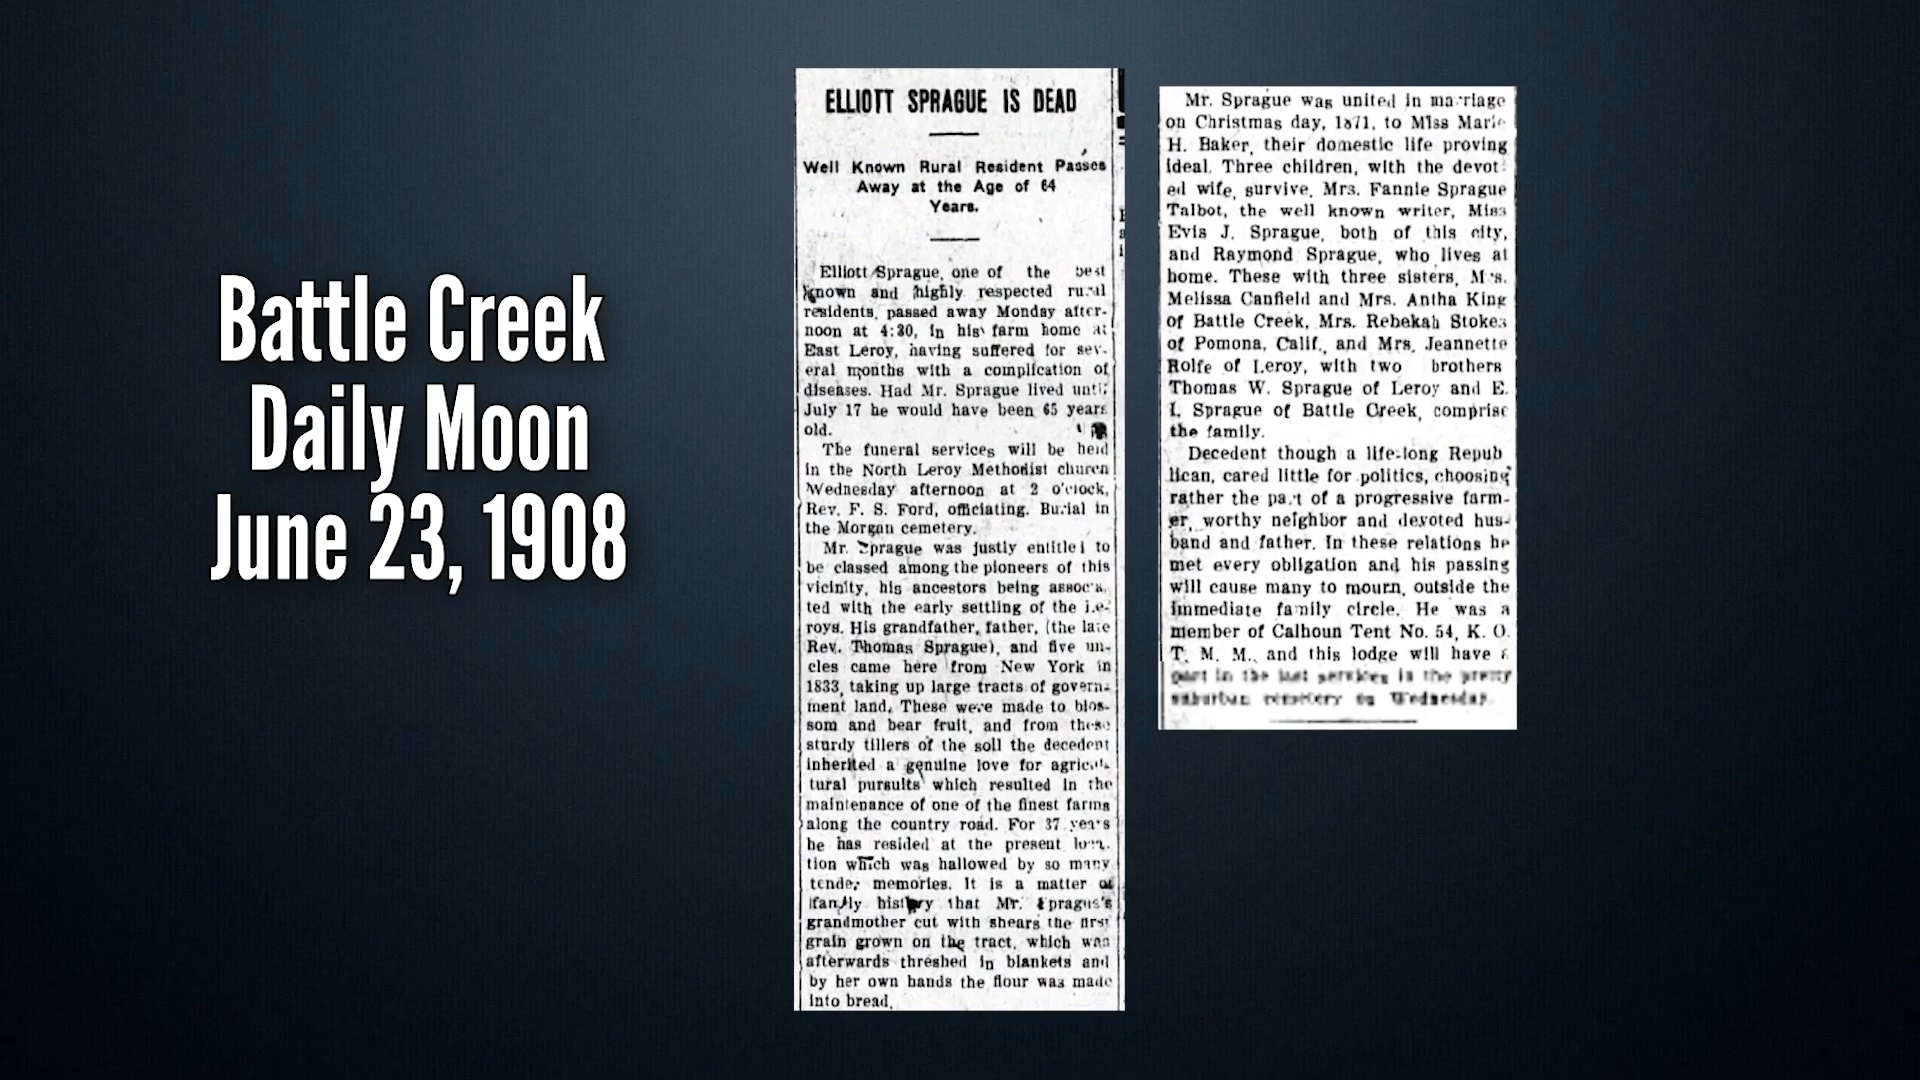 Battle Creek
Daily Moon
June 23, 1908
ELLIOTT SPRAGUE IS DEAD
Well Known Rural Resident Passes
Away at the Age of 64
Years.
Elliott Sprague, one of the best
known and highly respected rural
residents, passed away Monday after-
noon at 4:30, in his farm home at
East Leroy, having suffered for sev-
eral months with a complication of
diseases. Had Mr. Sprague lived until
July 17 he would have been 65 years
old.
The funeral services will be held
in the North Leroy Methodist church
Wednesday afternoon at 2 o'clock,
Rev. F. S. Ford, officiating. Burial in
the Morgan cemetery.
Mr. Sprague was justly entitled to
be classed among the pioneers of this
vicinity, his ancestors being associa-
ted with the early settling of the Le-
roys. His grandfather, father, (the late
Rev. Thomas Sprague), and five un-
cles came here from New York in
1833, taking up large tracts of govern-
ment land. These were made to blos-
som and bear fruit, and from these
sturdy tillers of the soil the decedent
inherited a genuine love for agricul-
tural pursuits which resulted in the
maintenance of one of the finest farms
along the country road. For 37 years
he has resided at the present loca-
tion which was hallowed by so many
tender memories. It is a matter of
family history that Mr. Sprague's
grandmother cut with shears the first
grain grown on the tract, which was
afterwards threshed in blankets and
by her own hands the flour was made
into bread.
Mr. Sprague was united in marriage
on Christmas day, 1871, to Miss Marie
H. Baker, their domestic life proving
ideal. Three children, with the devot-
ed wife, survive, Mrs. Fannie Sprague
Talbot, the well known writer, Miss
Evis J. Sprague, both of this city,
and Raymond Sprague, who lives at
home. These with three sisters, Mrs.
Melissa Canfield and Mrs. Antha King
of Battle Creek, Mrs. Rebekah Stokes
of Pomona, Calif., and Mrs. Jeannette
Rolfe of Leroy, with two brothers
Thomas W. Sprague of Leroy and E.
I. Sprague of Battle Creek, comprise
the family.
Decedent though a life-long Repub
lican, cared little for politics, choosing
rather the part of a progressive farm-
er, worthy neighbor and devoted hus-
band and father. In these relations he
met every obligation and his passing
will cause many to mourn, outside the
immediate family circle. He was a
member of Calhoun Tent No. 54, K. O.
T. M. M., and this lodge will have a
part in the last services in the pretty
suburban cemetery on Wednesday.